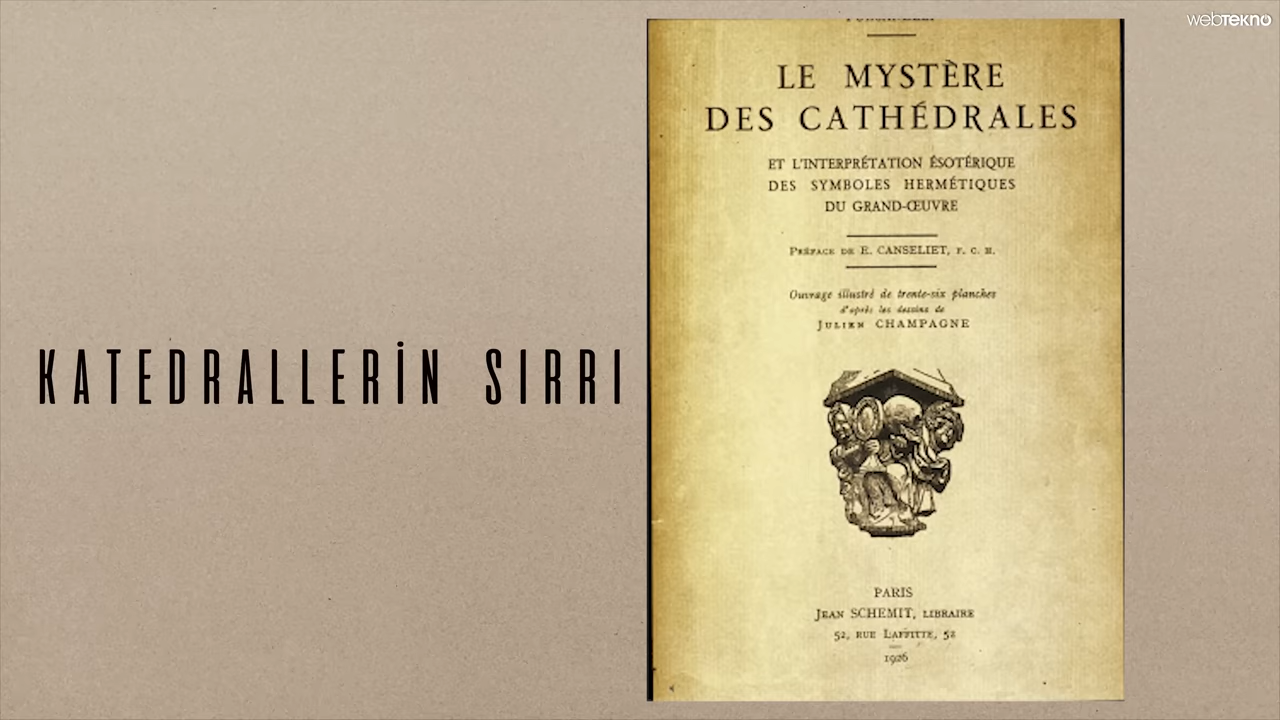 webtekno
KATEDRALLERİN SIRRI
LE MYSTÈRE
DES CATHÉDRALES
ET L'INTERPRÉTATION ÉSOTÉRIQUE
DES SYMBOLES HERMÉTIQUES
DU GRAND-ŒUVRE
PRÉFACE DE E. CANSELIET, F. C. H.
Ouvrage illustré de trente-six planches
d'après les dessins de
JULIEN CHAMPAGNE
PARIS
JEAN SCHEMIT, LIBRAIRE
52, RUE LAFFITTE, 52
1926